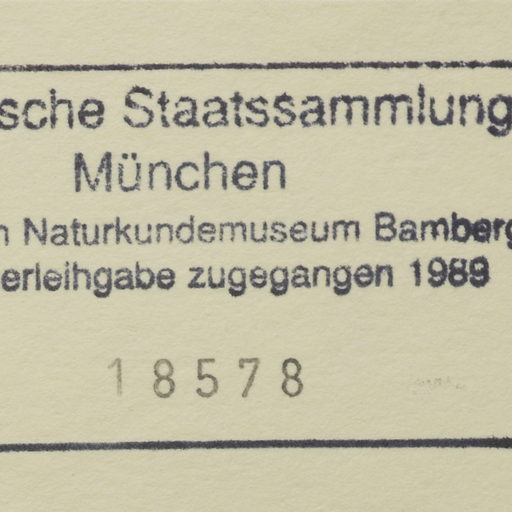 sche Staatssammlung
München
n Naturkundemuseum Bamberg
erleihgabe zugegangen 1989
18578